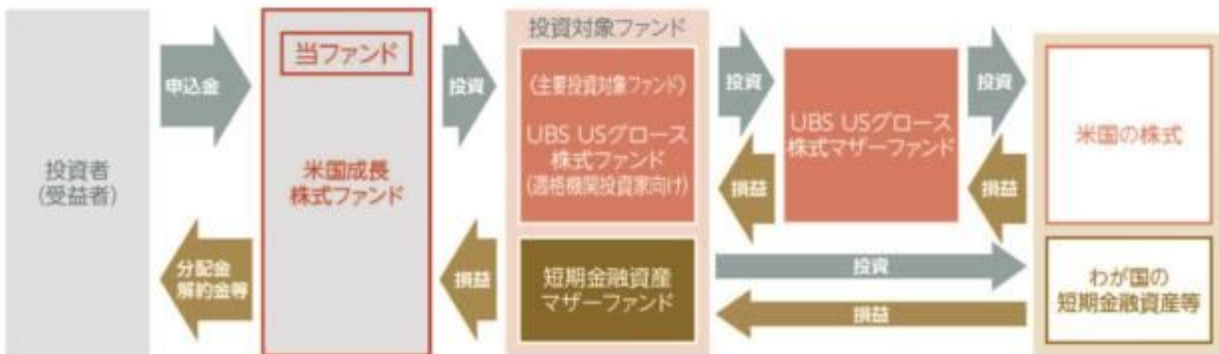 投資者
(受益者)
申込金
分配金
解約金等
当ファンド
米国成長
株式ファンド
投資
損益
投資対象ファンド
《主要投資対象ファンド》
UBS USグロース
株式ファンド
(適格機関投資家向け)
短期金融資産
マザーファンド
投資
損益
UBS USグロース
株式マザーファンド
投資
損益
投資
損益
米国の株式
わが国の
短期金融資産等